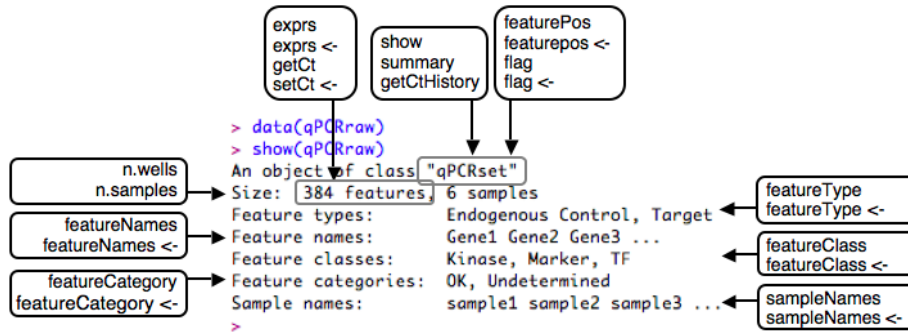 exprs
exprs <-
getCt
setCt <-
show
summary
getCtHistory
featurePos
featurepos <-
flag
flag <-
> data(qPCRraw)
> show(qPCRraw)
An object of class "qPCRset"
Size: 384 features, 6 samples
Feature types: Endogenous Control, Target
Feature names: Gene1 Gene2 Gene3 ...
Feature classes: Kinase, Marker, TF
Feature categories: OK, Undetermined
Sample names: sample1 sample2 sample3 ...
>
n.wells
n.samples
featureNames
featureNames <-
featureCategory
featureCategory <-
featureType
featureType <-
featureClass
featureClass <-
sampleNames
sampleNames <-